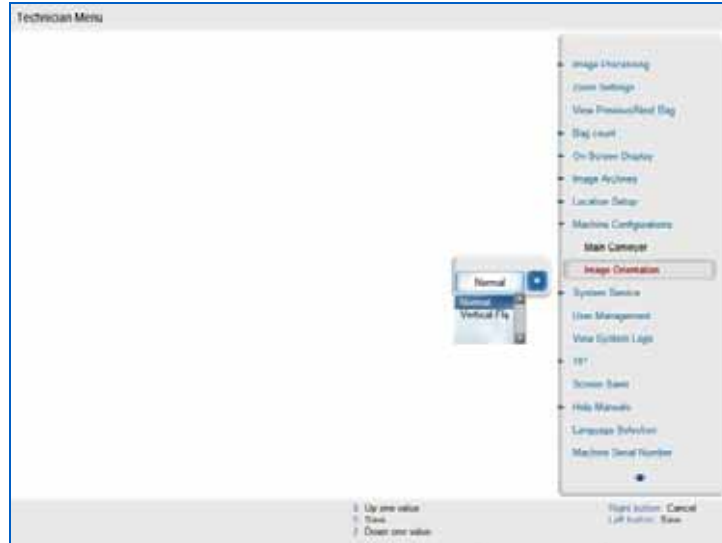 Technician Menu
Image Processing
Zoom Settings
View Previous/Next Bag
Bag count
On Screen Display
Image Archives
Location Setup
Machine Configurations
Main Conveyor
Image Orientation
Normal
Normal
Vertical Flip
System Service
User Management
View System Logs
TIP
Screen Saver
Help Manuals
Language Selection
Machine Serial Number
Up one value
Save
Down one value
Right button: Cancel
Left button: Save